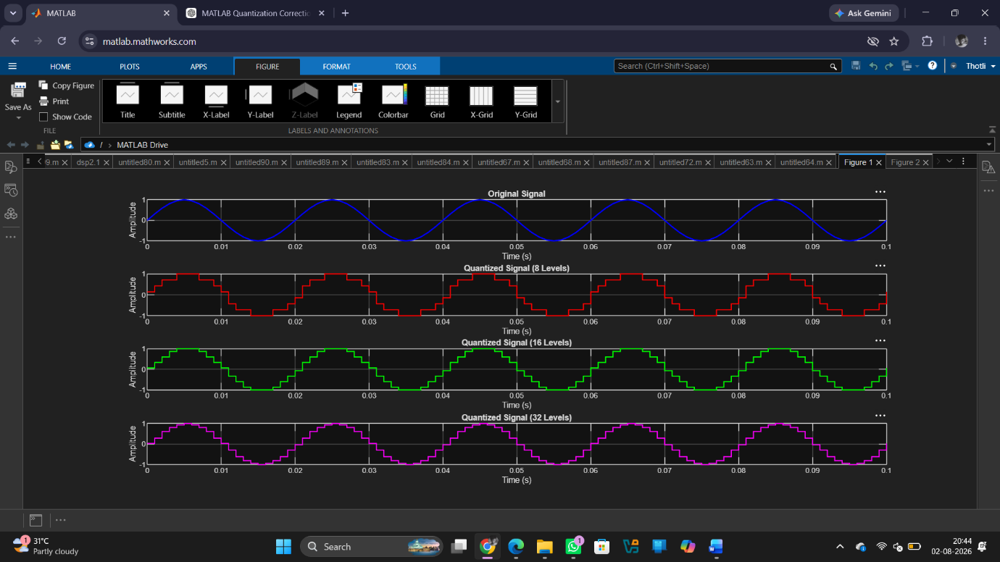 MATLAB
MATLAB Quantization Correctio
Ask Gemini
matlab.mathworks.com
HOME PLOTS APPS FIGURE FORMAT TOOLS
Search (Ctrl+Shift+Space)
Thotli
Save As
Copy Figure
Print
Show Code
FILE
Title Subtitle X-Label Y-Label Z-Label Legend Colorbar Grid X-Grid Y-Grid
LABELS AND ANNOTATIONS
/ > MATLAB Drive
9.m dsp2.1 untitled80.m untitled5.m untitled90.m untitled89.m untitled83.m untitled84.m untitled67.m untitled68.m untitled87.m untitled72.m untitled63.m untitled64.m Figure 1 Figure 2
Original Signal
Amplitude
1
0
-1
0 0.01 0.02 0.03 0.04 0.05 0.06 0.07 0.08 0.09 0.1
Time (s)
Quantized Signal (8 Levels)
Amplitude
1
0
-1
0 0.01 0.02 0.03 0.04 0.05 0.06 0.07 0.08 0.09 0.1
Time (s)
Quantized Signal (16 Levels)
Amplitude
1
0
-1
0 0.01 0.02 0.03 0.04 0.05 0.06 0.07 0.08 0.09 0.1
Time (s)
Quantized Signal (32 Levels)
Amplitude
1
0
-1
0 0.01 0.02 0.03 0.04 0.05 0.06 0.07 0.08 0.09 0.1
Time (s)
1
31°C
Partly cloudy
Search
1
20:44
02-08-2026